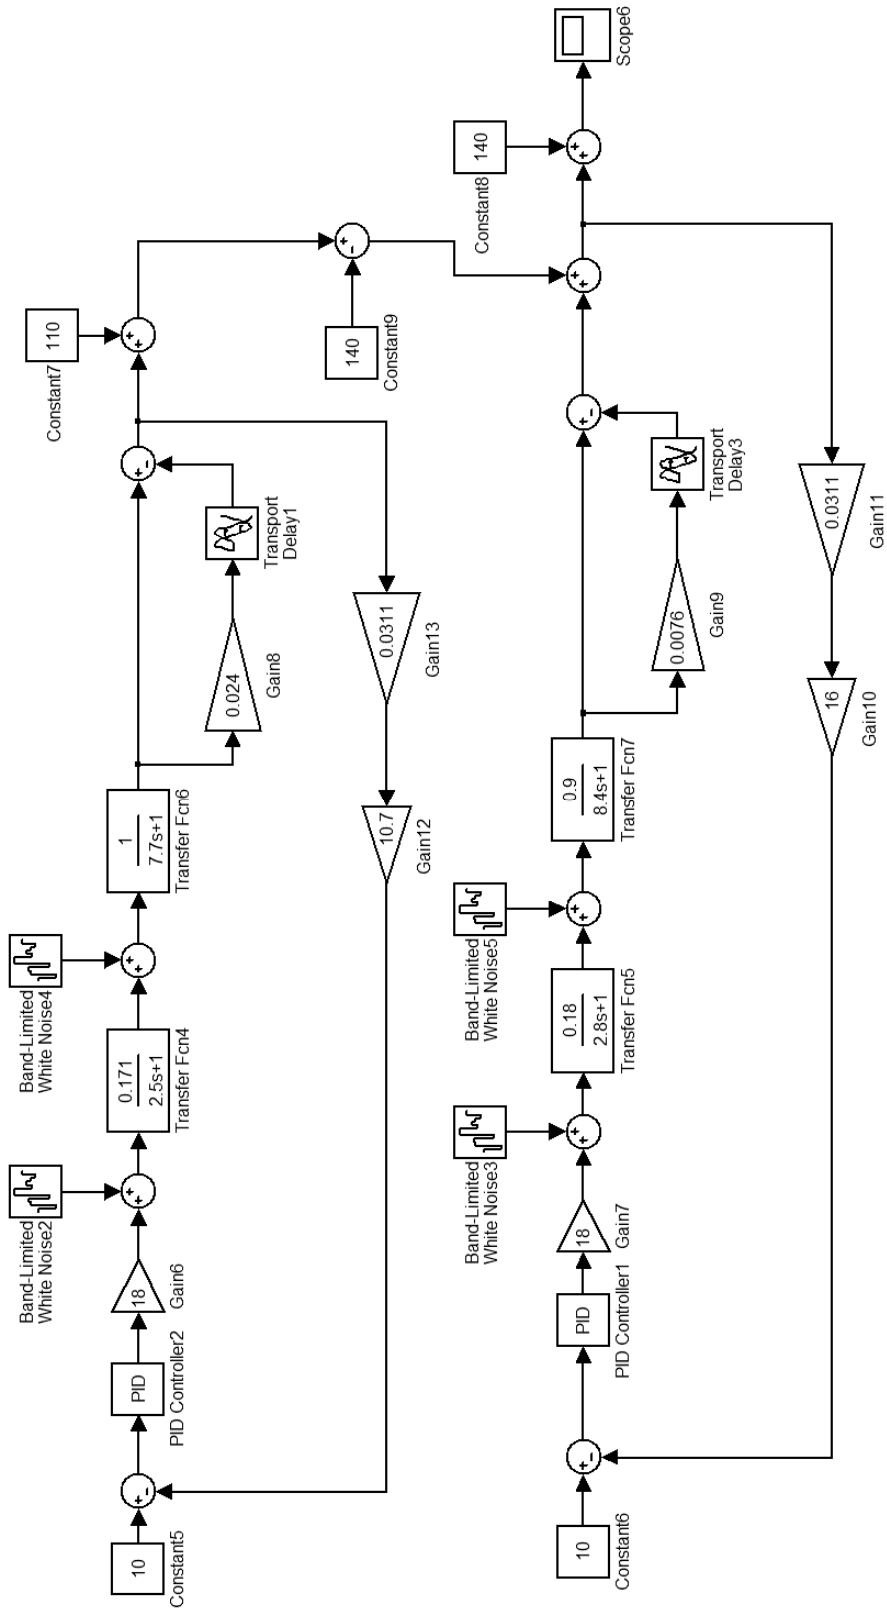 10
Constant5
PID
PID Controller2
18
Gain6
Band-Limited
White Noise2
0.171
2.5s+1
Transfer Fcn4
Band-Limited
White Noise4
1
7.7s+1
Transfer Fcn6
0.024
Gain8
Transport
Delay1
110
Constant7
0.0311
Gain13
10.7
Gain12
140
Constant9
10
Constant6
PID
PID Controller1
18
Gain7
Band-Limited
White Noise3
0.18
2.8s+1
Transfer Fcn5
Band-Limited
White Noise5
0.9
8.4s+1
Transfer Fcn7
0.0076
Gain9
Transport
Delay3
140
Constant8
Scope6
0.0311
Gain11
16
Gain10